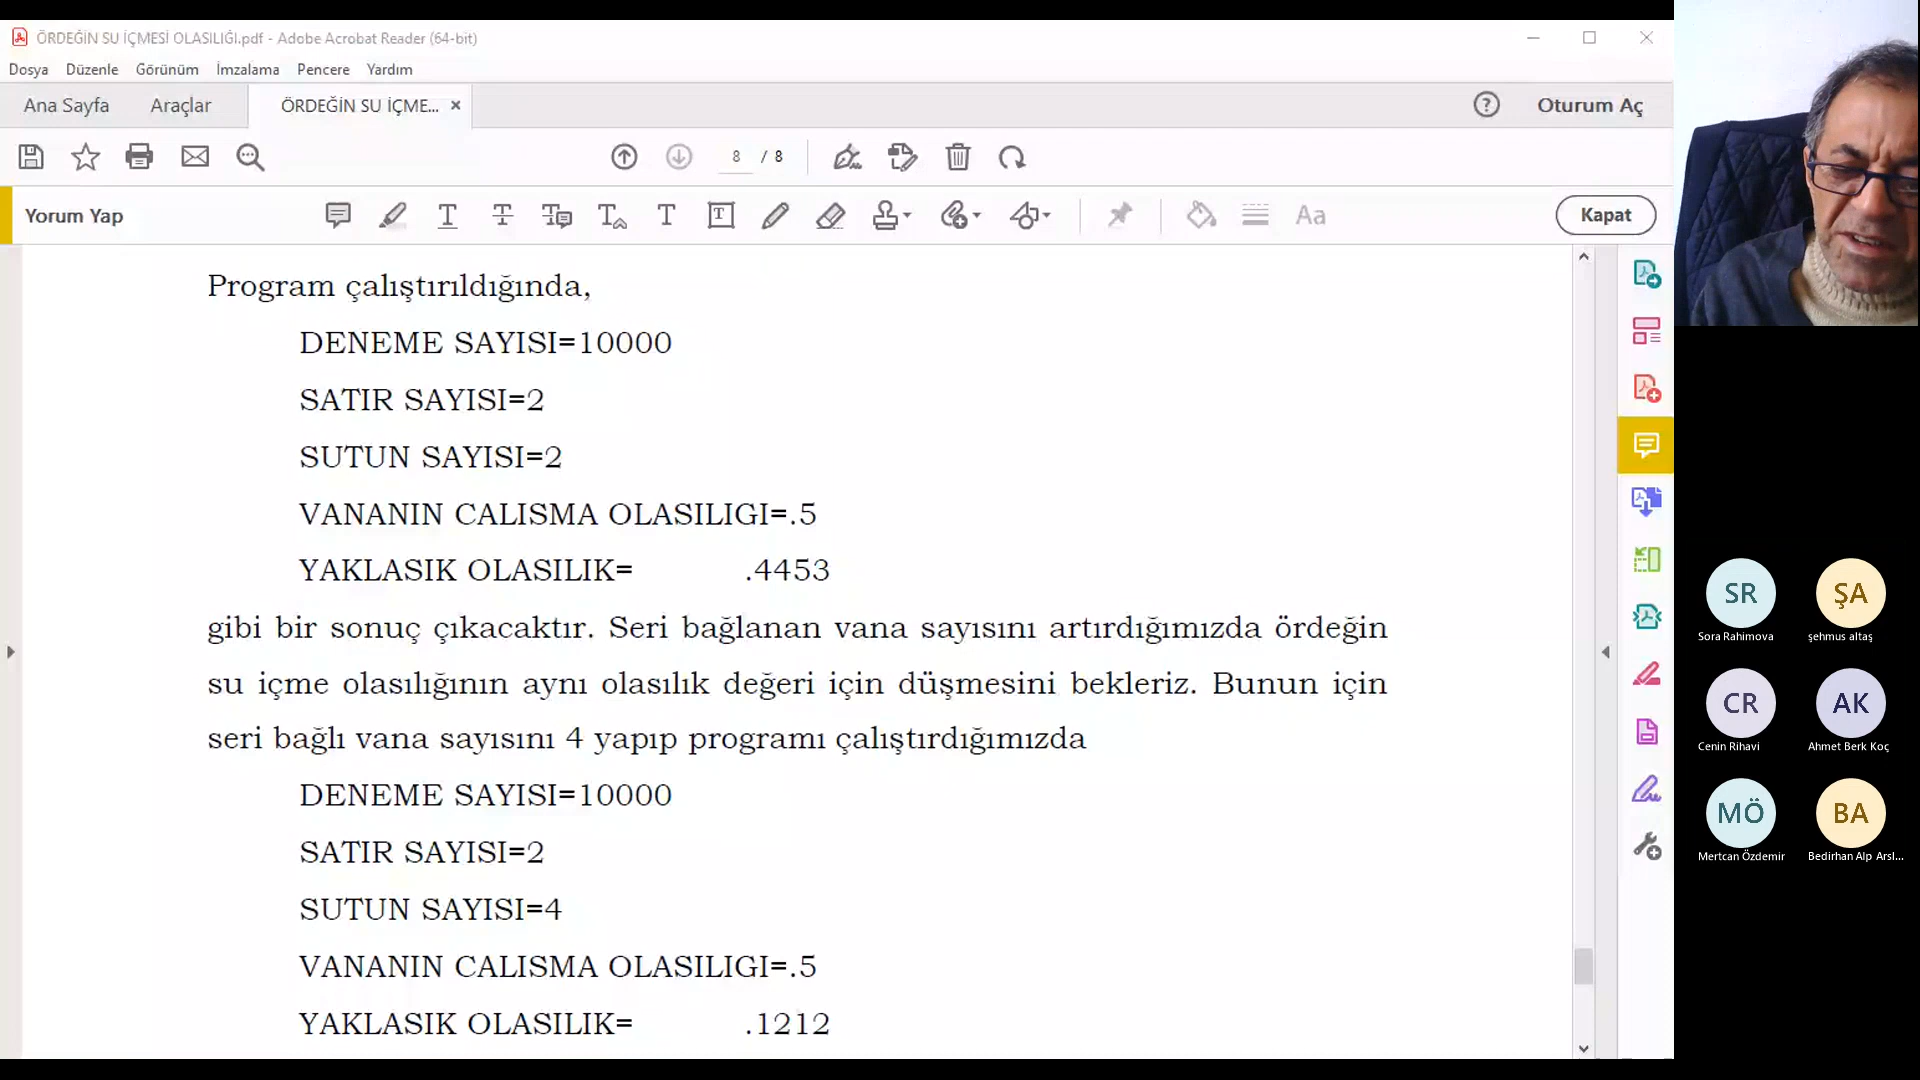 ÖRDEĞİN SU İÇMESİ OLASILIĞI.pdf - Adobe Acrobat Reader (64-bit)
Dosya Düzenle Görünüm İmzalama Pencere Yardım
Ana Sayfa Araçlar ÖRDEĞİN SU İÇME... × Oturum Aç
8 / 8
Yorum Yap Aa Kapat
Program çalıştırıldığında,
DENEME SAYISI=10000
SATIR SAYISI=2
SUTUN SAYISI=2
VANANIN CALISMA OLASILIGI=.5
YAKLASIK OLASILIK= .4453
gibi bir sonuç çıkacaktır. Seri bağlanan vana sayısını artırdığımızda ördeğin
su içme olasılığının aynı olasılık değeri için düşmesini bekleriz. Bunun için
seri bağlı vana sayısını 4 yapıp programı çalıştırdığımızda
DENEME SAYISI=10000
SATIR SAYISI=2
SUTUN SAYISI=4
VANANIN CALISMA OLASILIGI=.5
YAKLASIK OLASILIK= .1212
SR ŞA
Sora Rahimova şehmus altaş
CR AK
Cenin Rihavi Ahmet Berk Koç
MÖ BA
Mertcan Özdemir Bedirhan Alp Arsl...